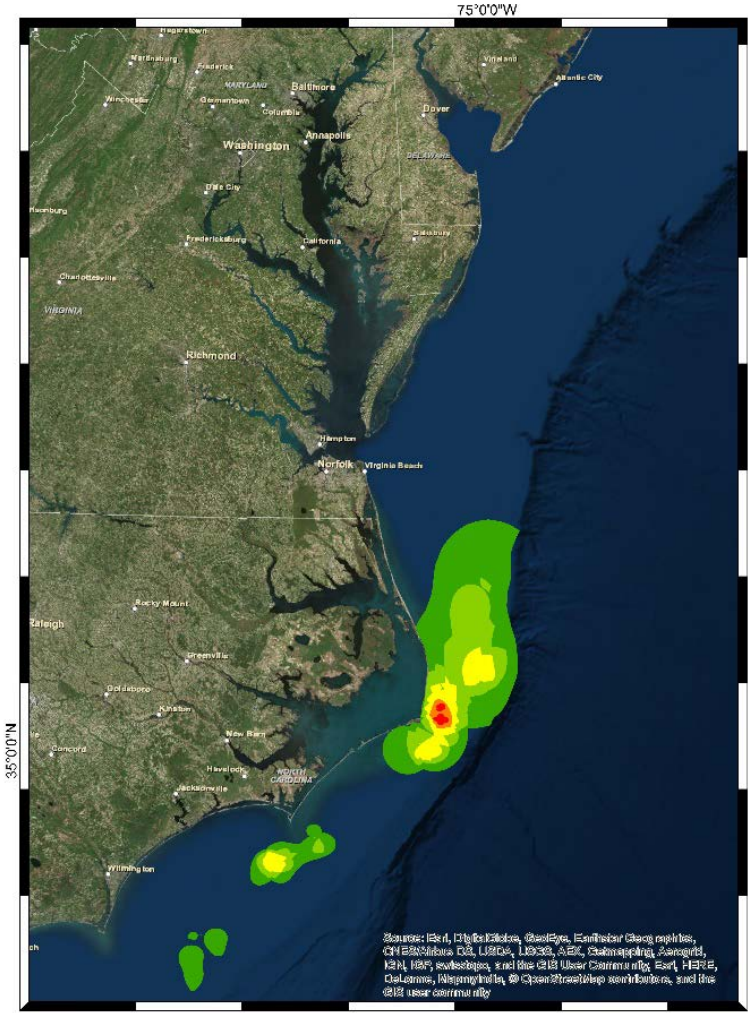 75°0'0"W
Hagerstown
Martinsburg
Frederick
Vineland
MARYLAND
Baltimore
Atlantic City
Winchester
Germantown
Columbia
Dover
Annapolis
Washington
DELAWARE
Dale City
Salisbury
Fredericksburg
California
Charlottesville
VIRGINIA
Richmond
Hampton
Norfolk
Virginia Beach
Rocky Mount
Raleigh
Greenville
Goldsboro
Kinston
New Bern
35°0'0"N
Concord
Havelock
NORTH
CAROLINA
Jacksonville
Wilmington
Source: Esri, DigitalGlobe, GeoEye, Earthstar Geographics,
CNES/Airbus DS, USDA, USGS, AEX, Getmapping, Aerogrid,
IGN, IGP, swisstopo, and the GIS User Community, Esri, HERE,
DeLorme, MapmyIndia, © OpenStreetMap contributors, and the
GIS user community